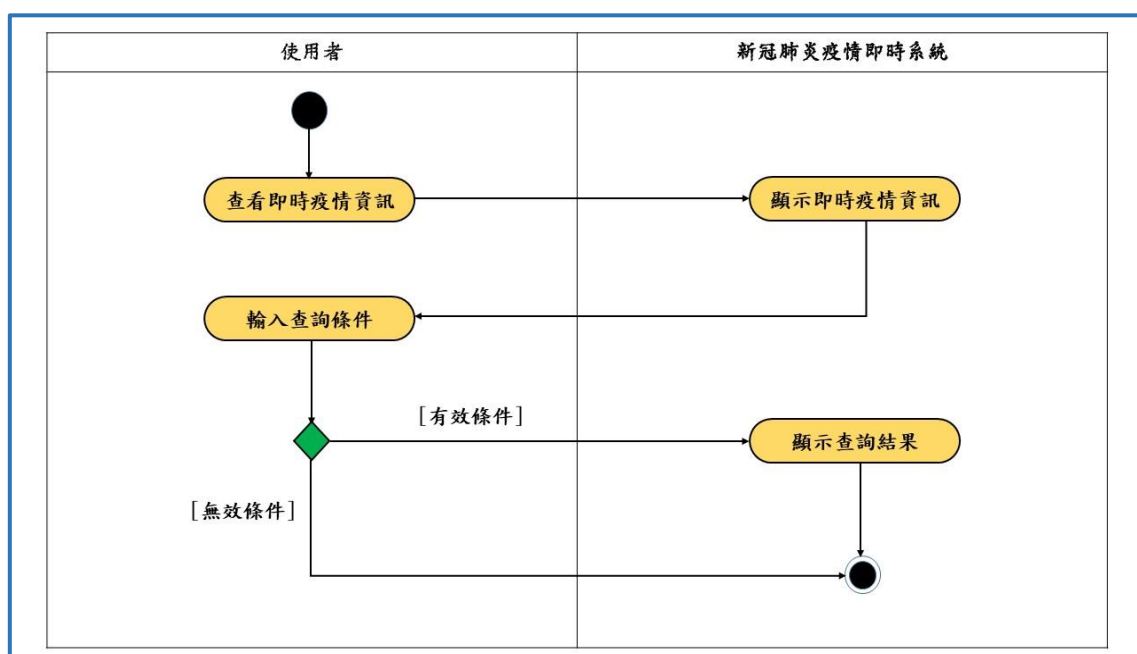 使用者
新冠肺炎疫情即時系統
查看即時疫情資訊
顯示即時疫情資訊
輸入查詢條件
[有效條件]
顯示查詢結果
[無效條件]